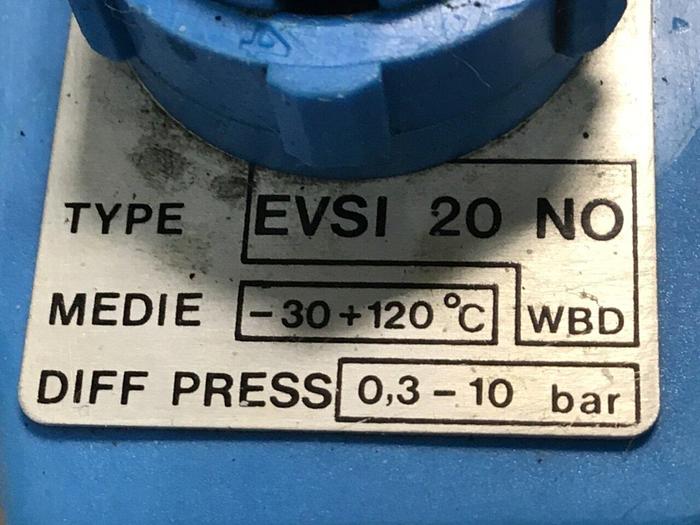 TYPE EVSI 20 NO
MEDIE -30+120 °C WBD
DIFF PRESS 0,3-10 bar